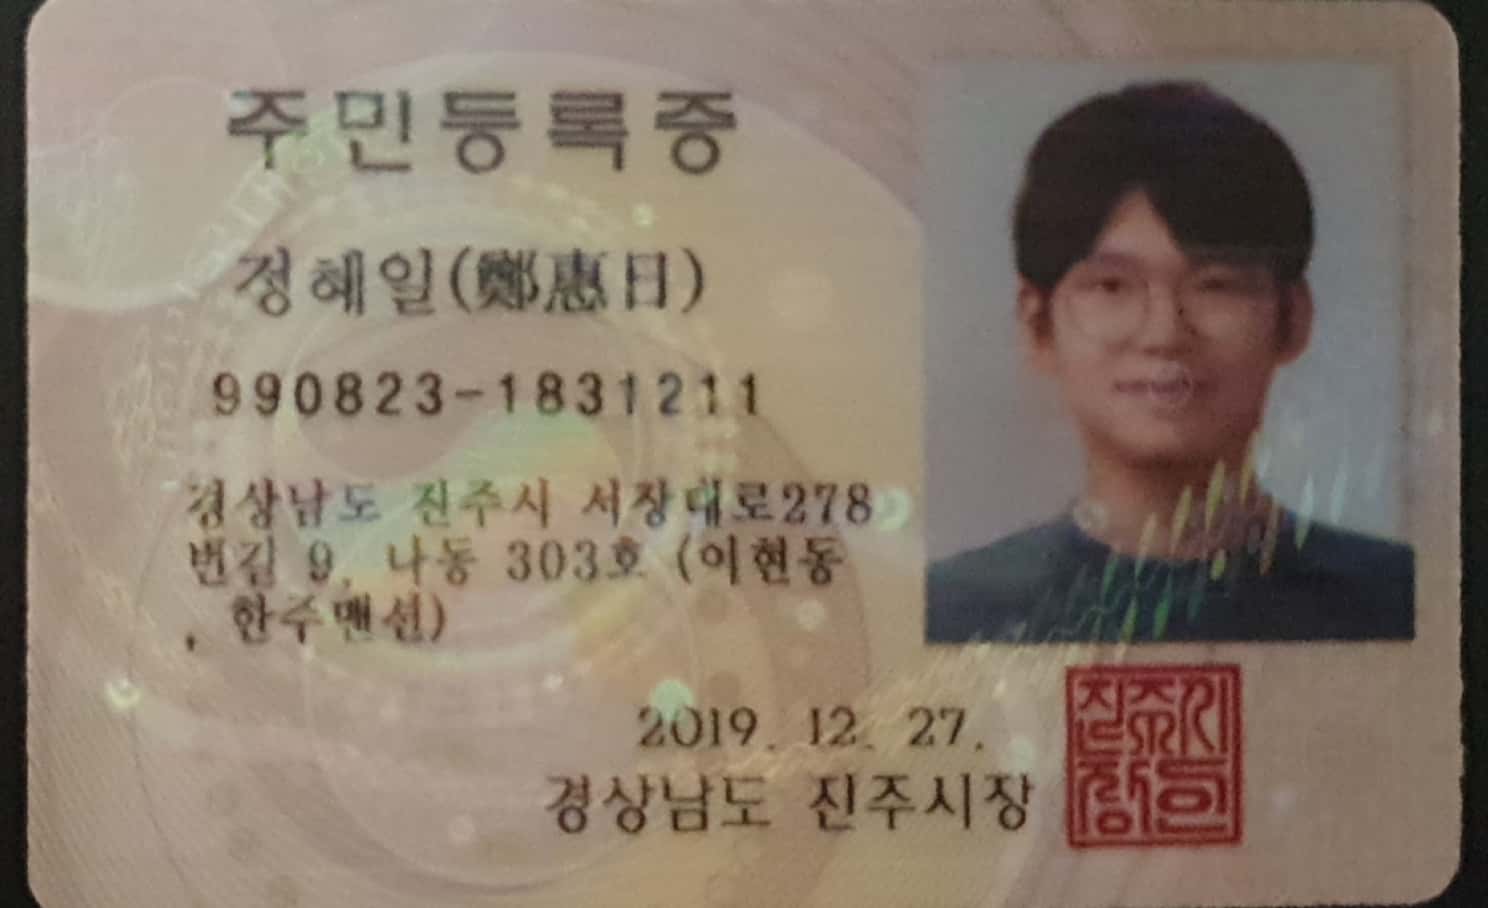 주민등록증
정혜일(鄭惠日)
990823-1831211
경상남도 진주시 서장대로278
번길 9, 나동 303호 (이현동
, 한주맨션)
2019. 12. 27.
경상남도 진주시장
진주시
장인